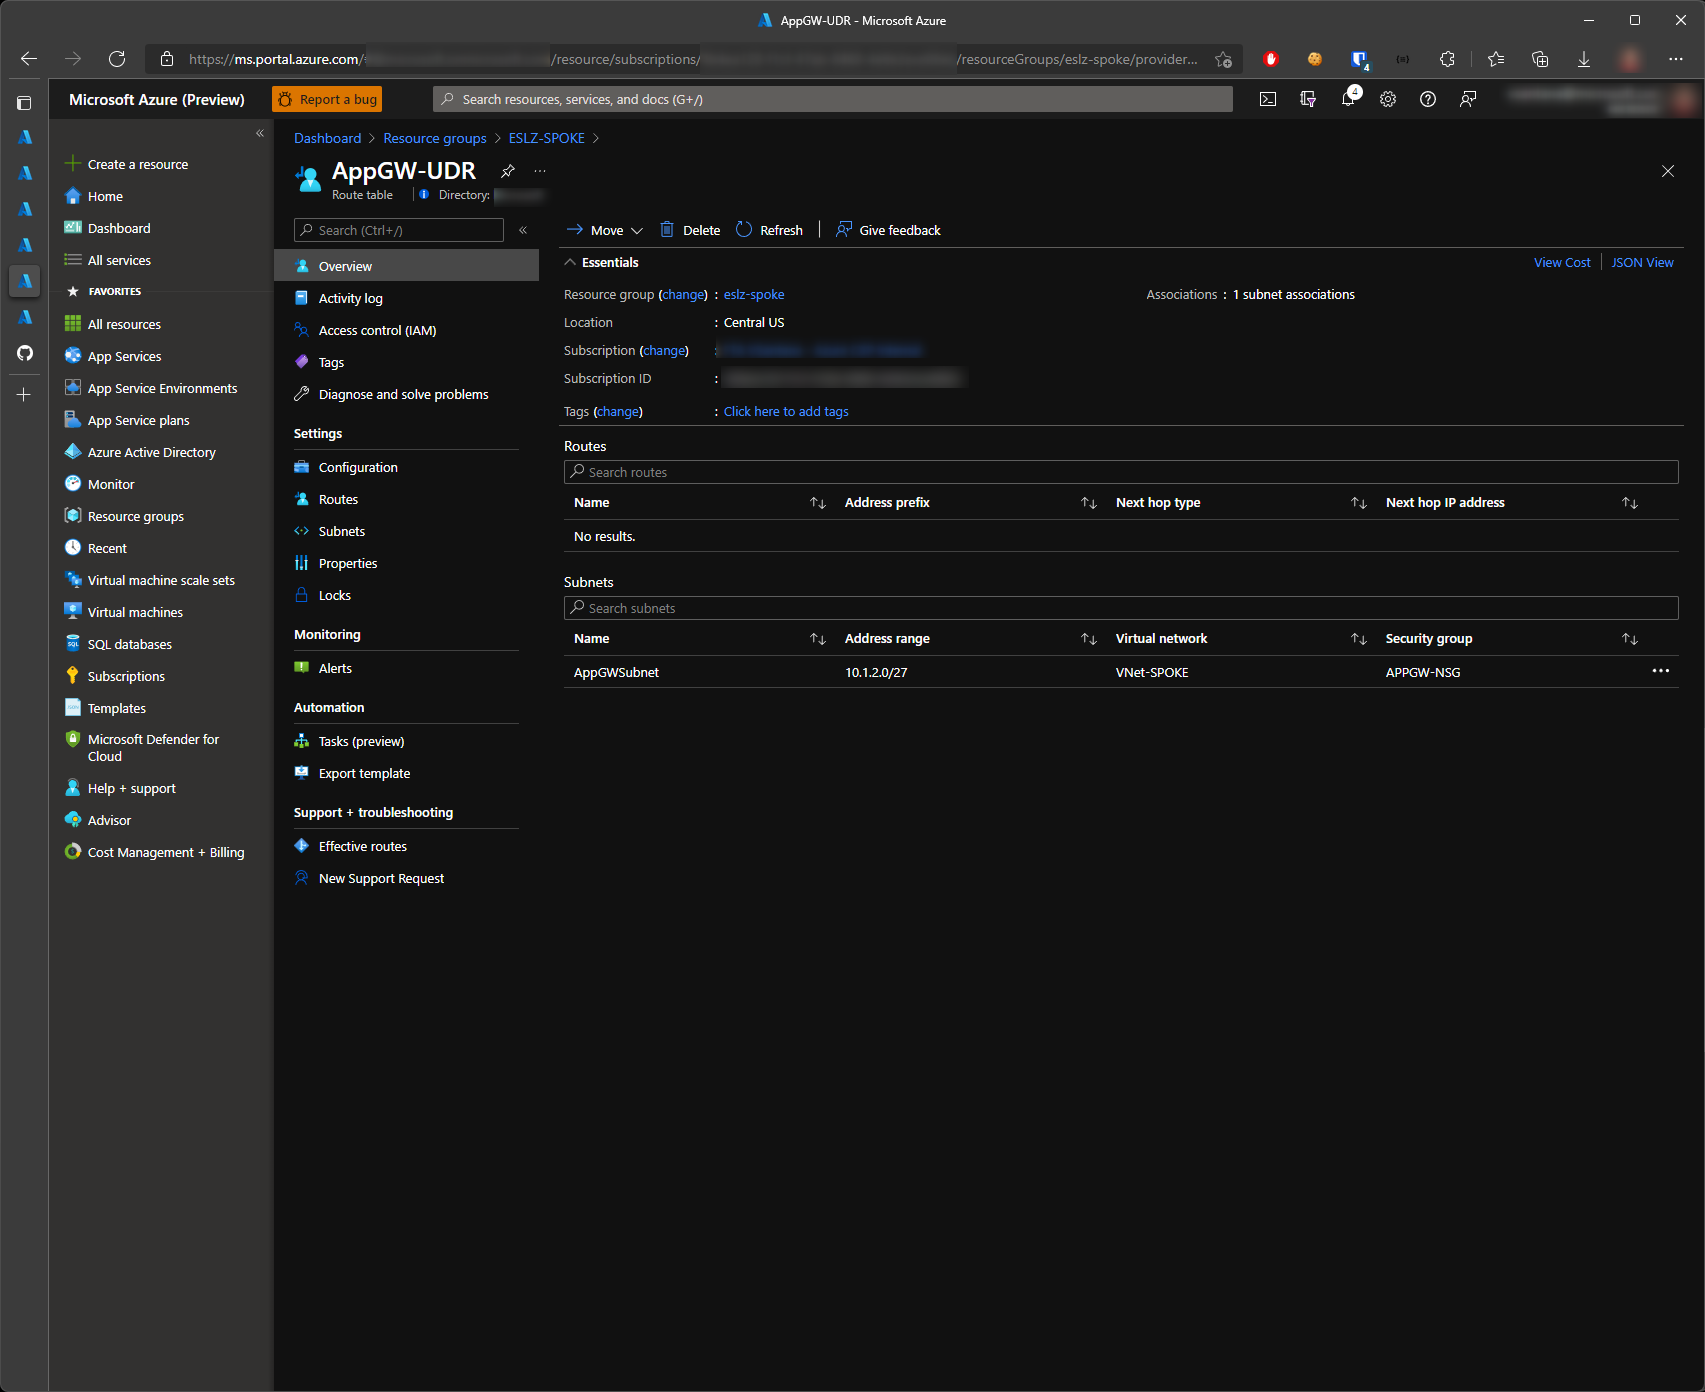 AppGW-UDR - Microsoft Azure
https://ms.portal.azure.com/ /resource/subscriptions/ /resourceGroups/eslz-spoke/provider...
4
Microsoft Azure (Preview)
Report a bug
Search resources, services, and docs (G+/)
4
Create a resource
Home
Dashboard
All services
FAVORITES
All resources
App Services
App Service Environments
App Service plans
Azure Active Directory
Monitor
Resource groups
Recent
Virtual machine scale sets
Virtual machines
SQL databases
Subscriptions
Templates
Microsoft Defender for
Cloud
Help + support
Advisor
Cost Management + Billing
Dashboard > Resource groups > ESLZ-SPOKE >
AppGW-UDR
Route table
Directory:
Search (Ctrl+/)
Overview
Activity log
Access control (IAM)
Tags
Diagnose and solve problems
Settings
Configuration
Routes
Subnets
Properties
Locks
Monitoring
Alerts
Automation
Tasks (preview)
Export template
Support + troubleshooting
Effective routes
New Support Request
Move
Delete
Refresh
Give feedback
Essentials
View Cost
JSON View
Resource group (change) : eslz-spoke
Associations : 1 subnet associations
Location : Central US
Subscription (change) :
Subscription ID :
Tags (change) : Click here to add tags
Routes
Search routes
Name Address prefix Next hop type Next hop IP address
No results.
Subnets
Search subnets
Name Address range Virtual network Security group
AppGWSubnet 10.1.2.0/27 VNet-SPOKE APPGW-NSG